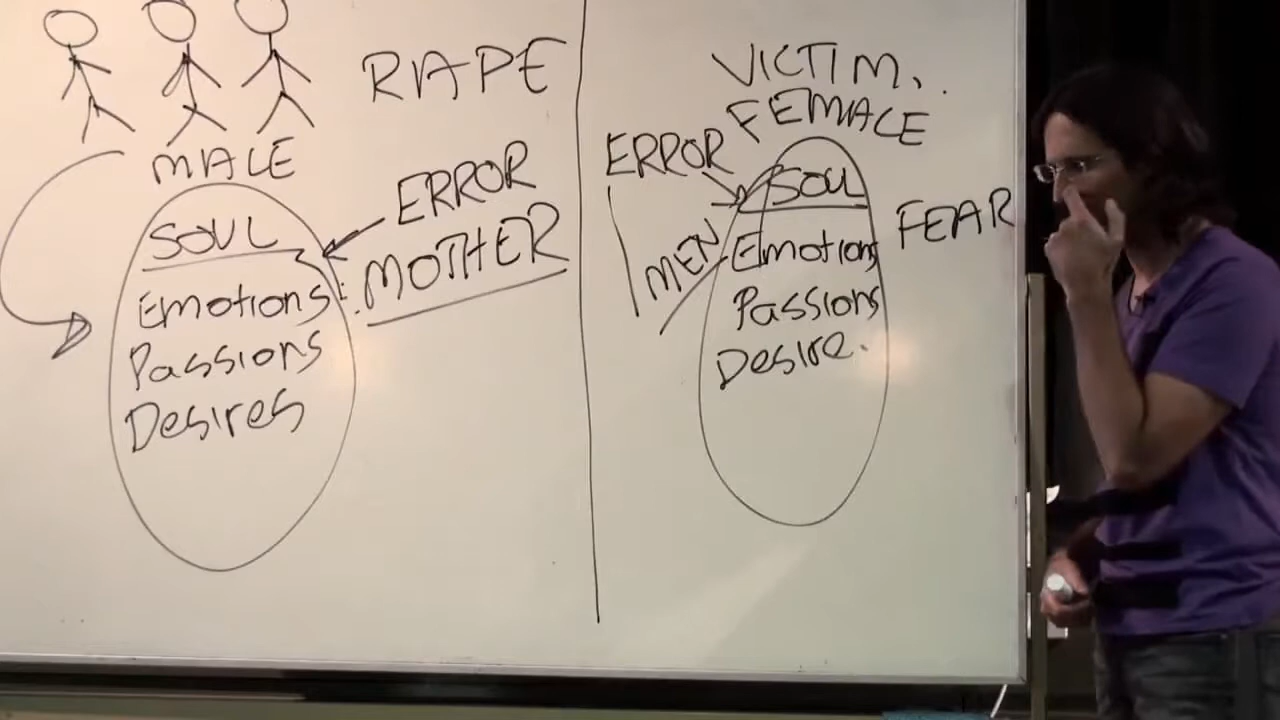 RAPE
MALE
SOUL
Emotions
Passions
Desires
ERROR
MOTHER
VICTIM.
FEMALE
ERROR
SOUL
MEN
Emotions
FEAR
Passions
Desire.